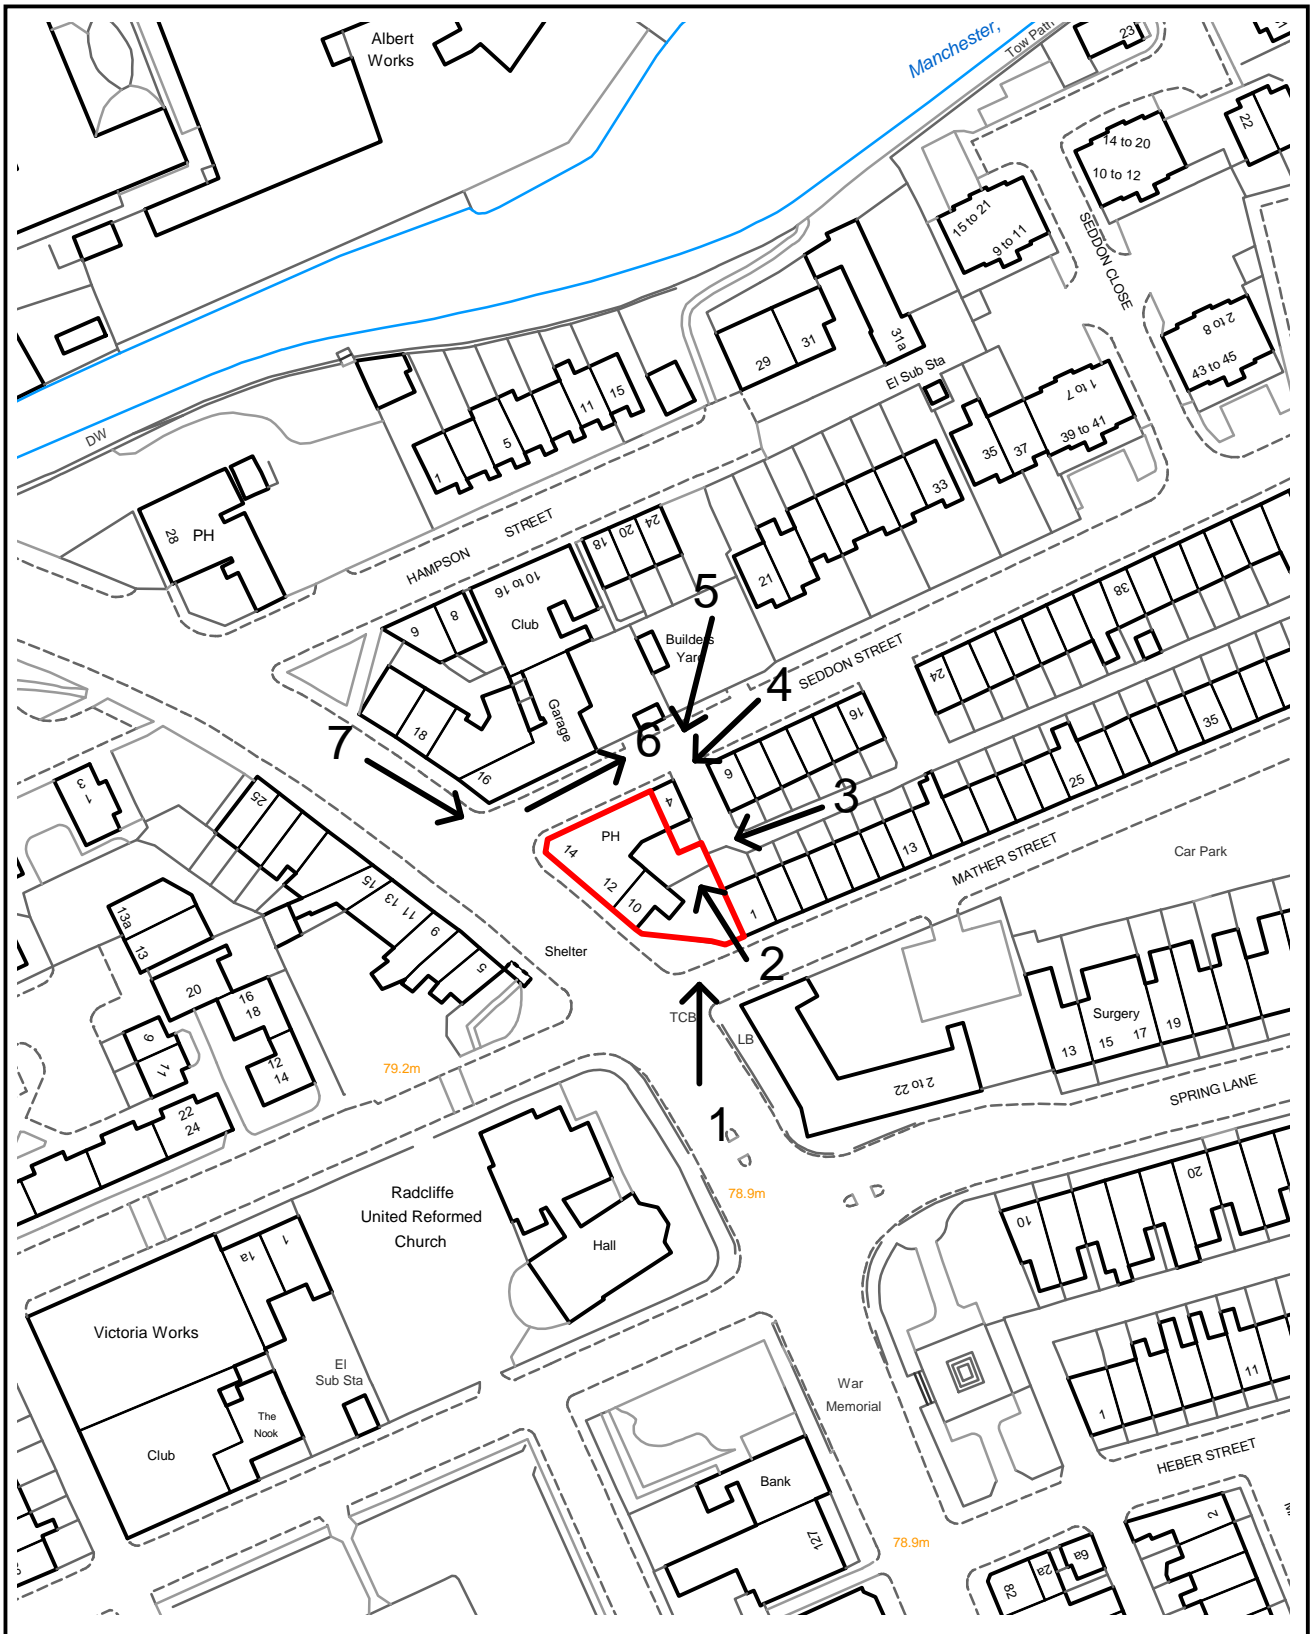 Albert
Works
Manchester,
Tow Path
23
22
14 to 20
10 to 12
15 to 21
9 to 11
SEDDON CLOSE
2 to 8
43 to 45
29
31
31a
El Sub Sta
1 to 7
39 to 41
35
37
33
DW
1
5
11
15
28
PH
HAMPSON STREET
18
20
24
10 to 16
Club
6
8
21
5
Builders
Yard
SEDDON STREET
38
24
4
16
Garage
18
7
6
16
9
35
25
3
4
PH
14
12
10
13
1
MATHER STREET
Car Park
1
3
25
15
11 13
9
5
13a
13
20
16
18
12
14
9
11
22
24
Shelter
2
TCB
LB
79.2m
1
2 to 22
Surgery
13
15
17
19
SPRING LANE
78.9m
Radcliffe
United Reformed
Church
Hall
10
20
1a
1
Victoria Works
El
Sub Sta
The
Nook
Club
War
Memorial
1
11
HEBER STREET
Bank
127
78.9m
82
2a
6a
2